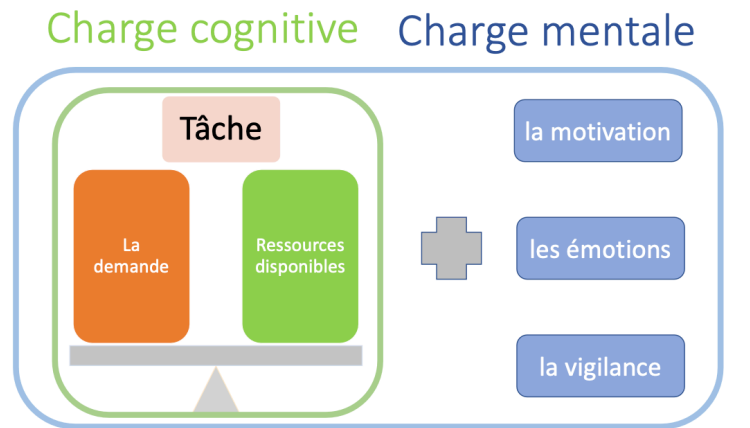 Charge cognitive
Charge mentale
Tâche
La
demande
Ressources
disponibles
la motivation
les émotions
la vigilance